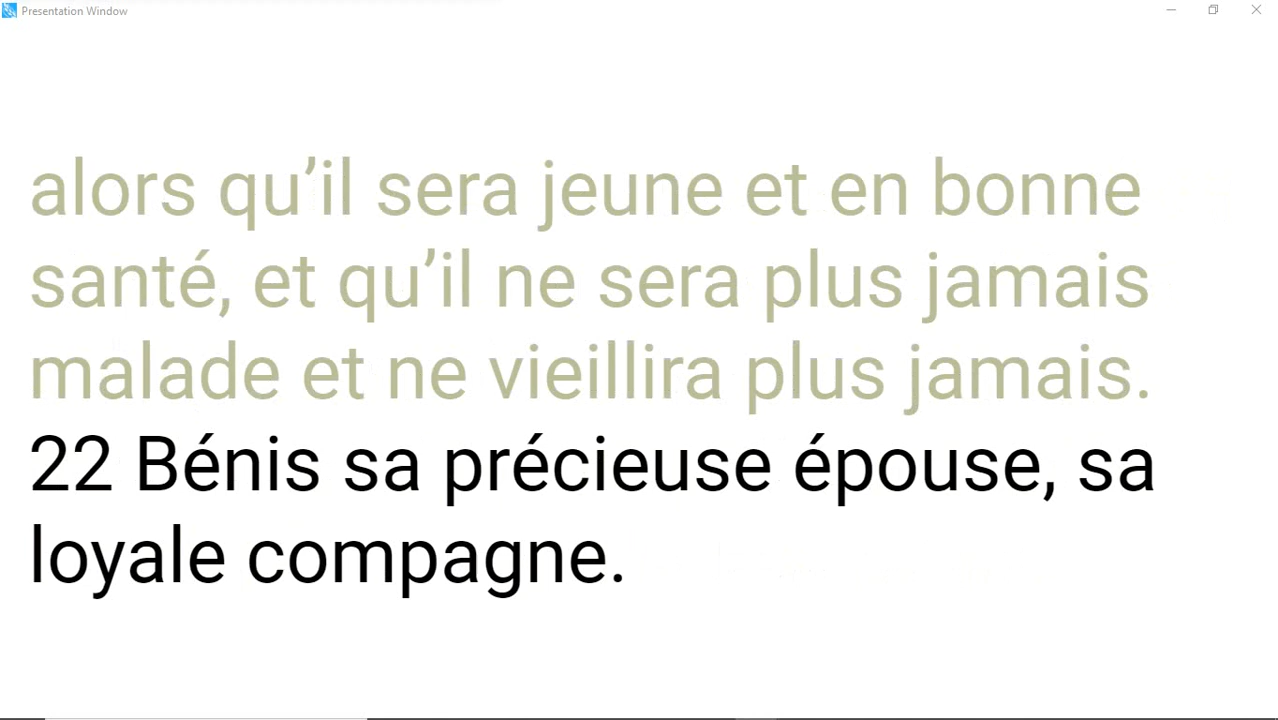 Presentation Window
alors qu’il sera jeune et en bonne
santé, et qu’il ne sera plus jamais
malade et ne vieillira plus jamais.
22 Bénis sa précieuse épouse, sa
loyale compagne.